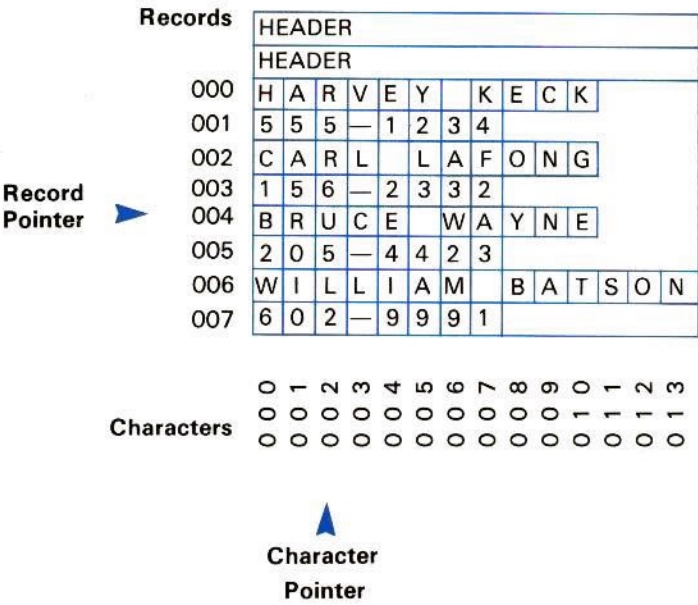 Records
HEADER
HEADER
000 HARVEY KECK
001 555—1234
002 CARL LAFONG
003 156—2332
Record
Pointer
004 BRUCE WAYNE
005 205—4423
006 WILLIAM BATSON
007 602—9991
Characters 000 001 002 003 004 005 006 007 008 009 010 011 012 013
Character
Pointer